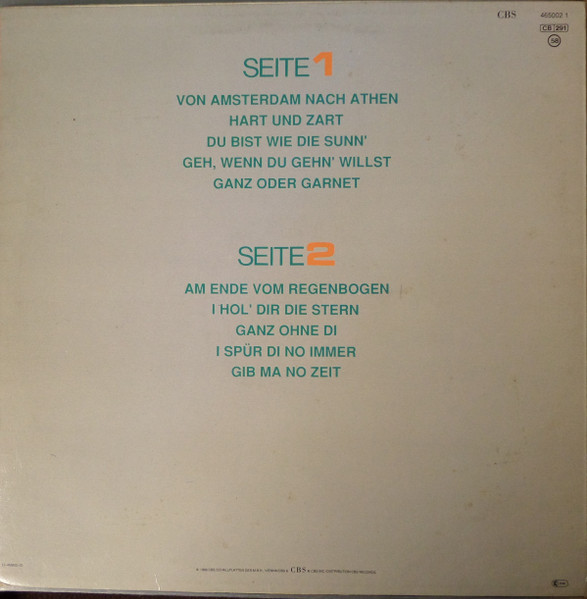 CBS 465002 1
CB 291
58
SEITE 1
VON AMSTERDAM NACH ATHEN
HART UND ZART
DU BIST WIE DIE SUNN'
GEH, WENN DU GEHN' WILLST
GANZ ODER GARNET
SEITE 2
AM ENDE VOM REGENBOGEN
I HOL' DIR DIE STERN
GANZ OHNE DI
I SPÜR DI NO IMMER
GIB MA NO ZEIT
CBS